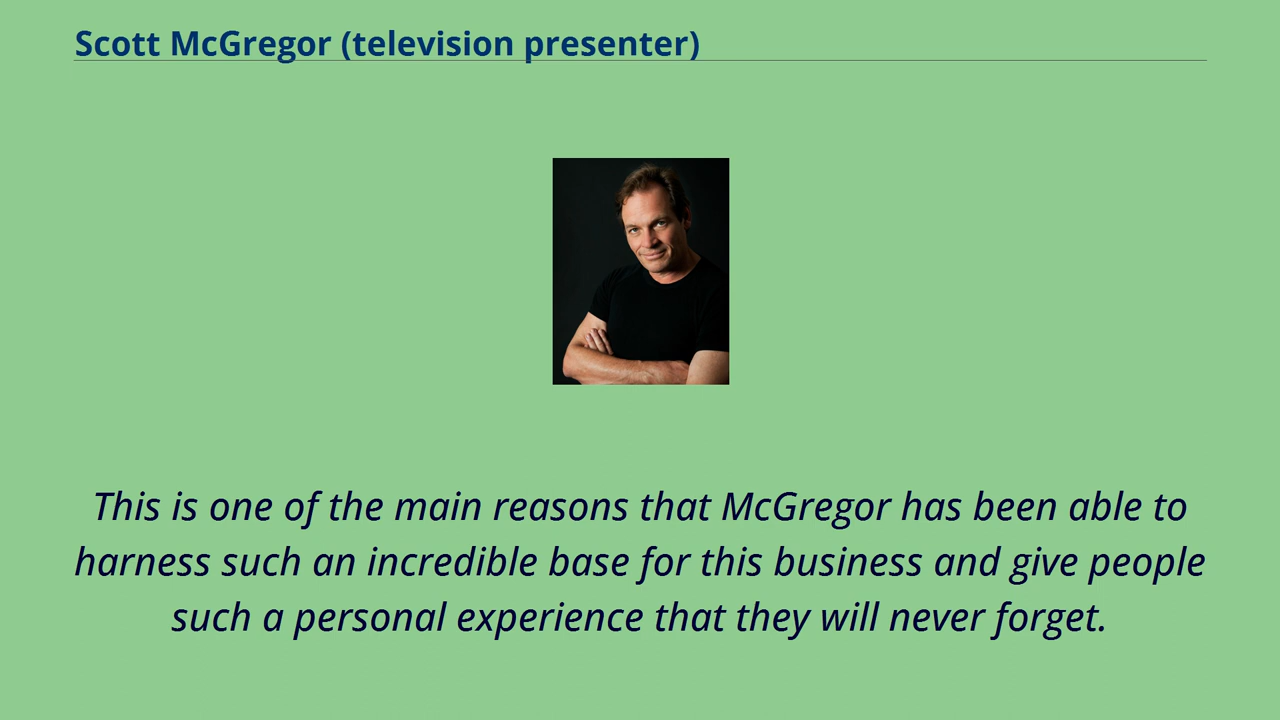 Scott McGregor (television presenter)
This is one of the main reasons that McGregor has been able to
harness such an incredible base for this business and give people
such a personal experience that they will never forget.